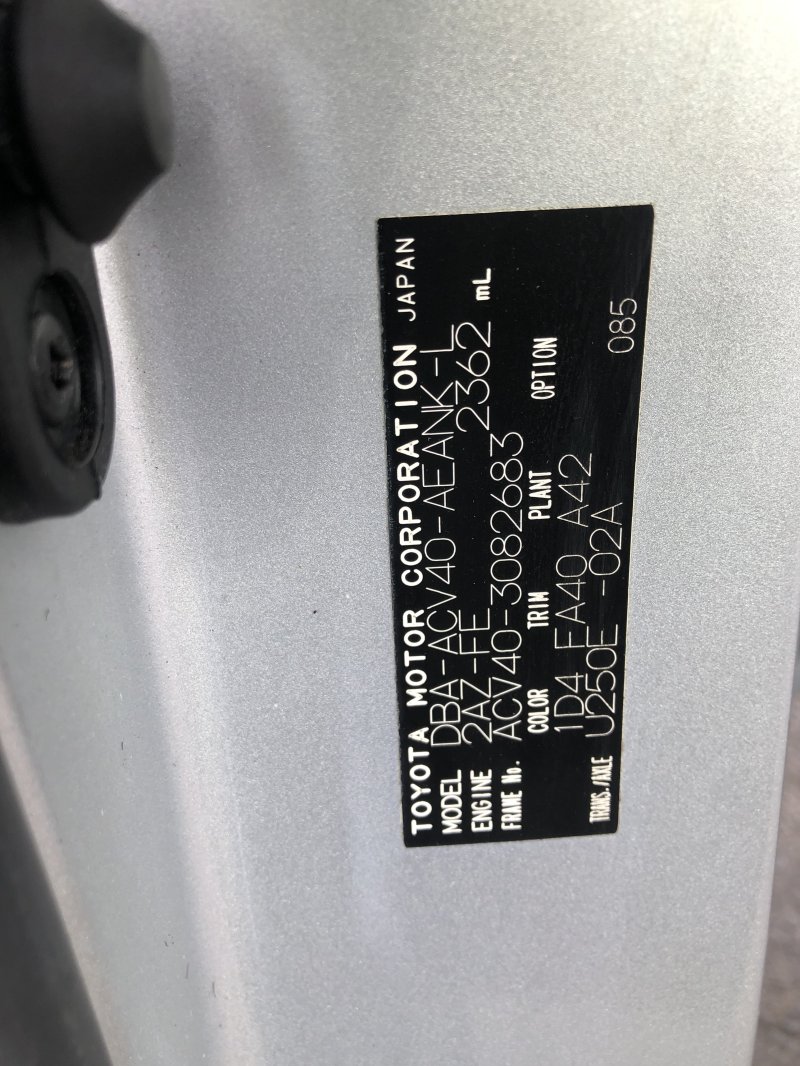 TOYOTA MOTOR CORPORATION JAPAN
MODEL DBA-ACV40-AEANK-L
ENGINE 2AZ-FE 2362 mL
FRAME No. ACV40-3082683
COLOR TRIM PLANT OPTION
1D4 FA40 A42
TRANS./AXLE U250E -02A 085